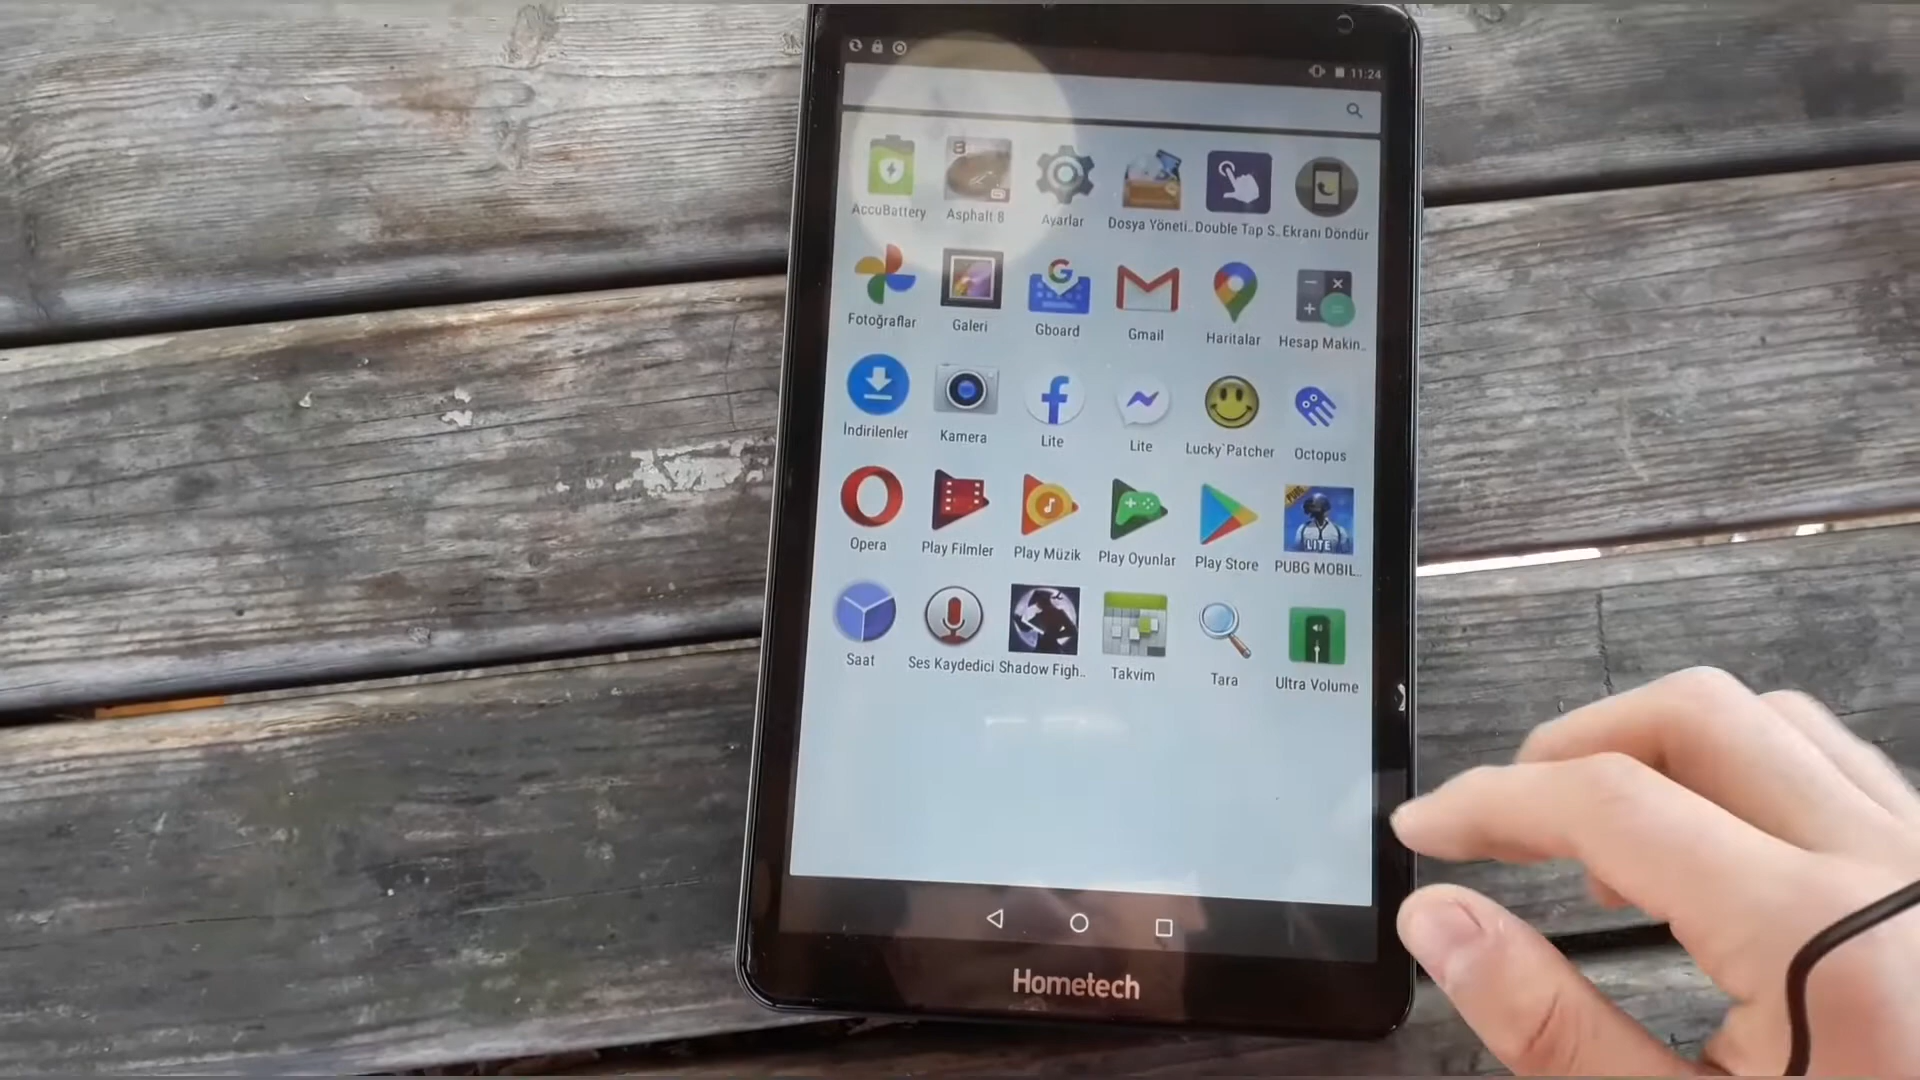 11:24
AccuBattery Asphalt 8 Ayarlar Dosya Yöneti.. Double Tap S.. Ekranı Döndür
Fotoğraflar Galeri Gboard Gmail Haritalar Hesap Makin..
İndirilenler Kamera Lite Lite Lucky Patcher Octopus
PUBG
LITE
Opera Play Filmler Play Müzik Play Oyunlar Play Store PUBG MOBIL..
Saat Ses Kaydedici Shadow Figh.. Takvim Tara Ultra Volume
Hometech